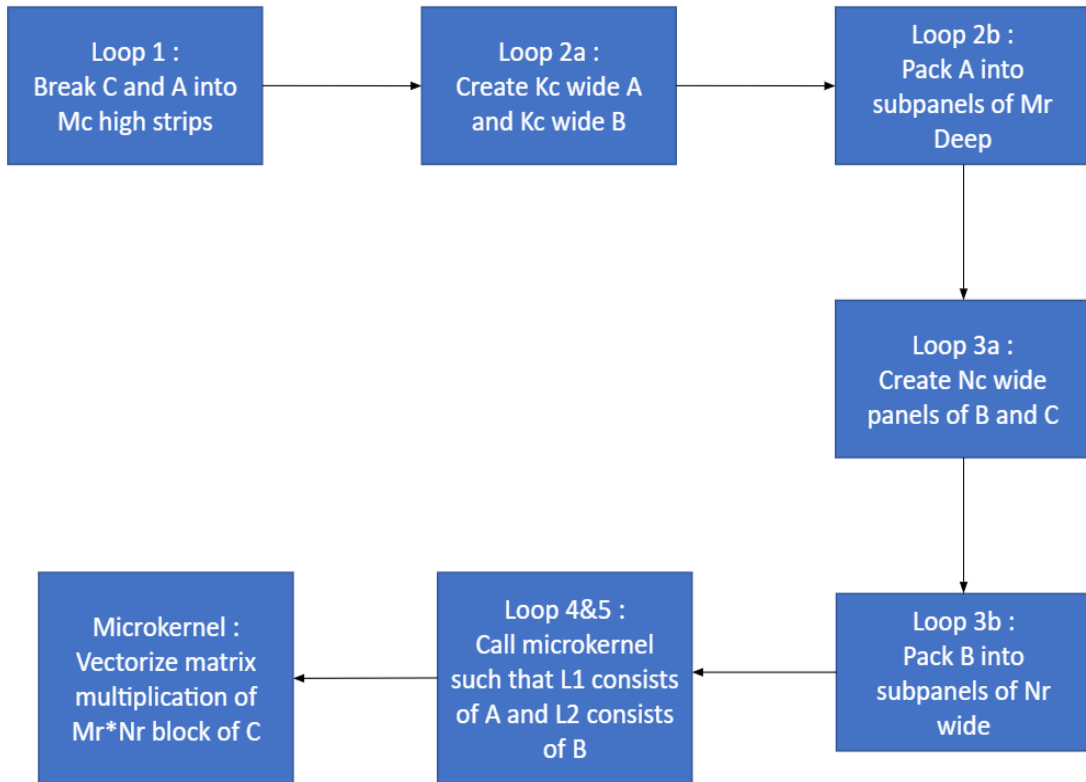 Loop 1 :
Break C and A into
Mc high strips
Loop 2a :
Create Kc wide A
and Kc wide B
Loop 2b :
Pack A into
subpanels of Mr
Deep
Loop 3a :
Create Nc wide
panels of B and C
Loop 3b :
Pack B into
subpanels of Nr
wide
Loop 4&5 :
Call microkernel
such that L1 consists
of A and L2 consists
of B
Microkernel :
Vectorize matrix
multiplication of
Mr*Nr block of C